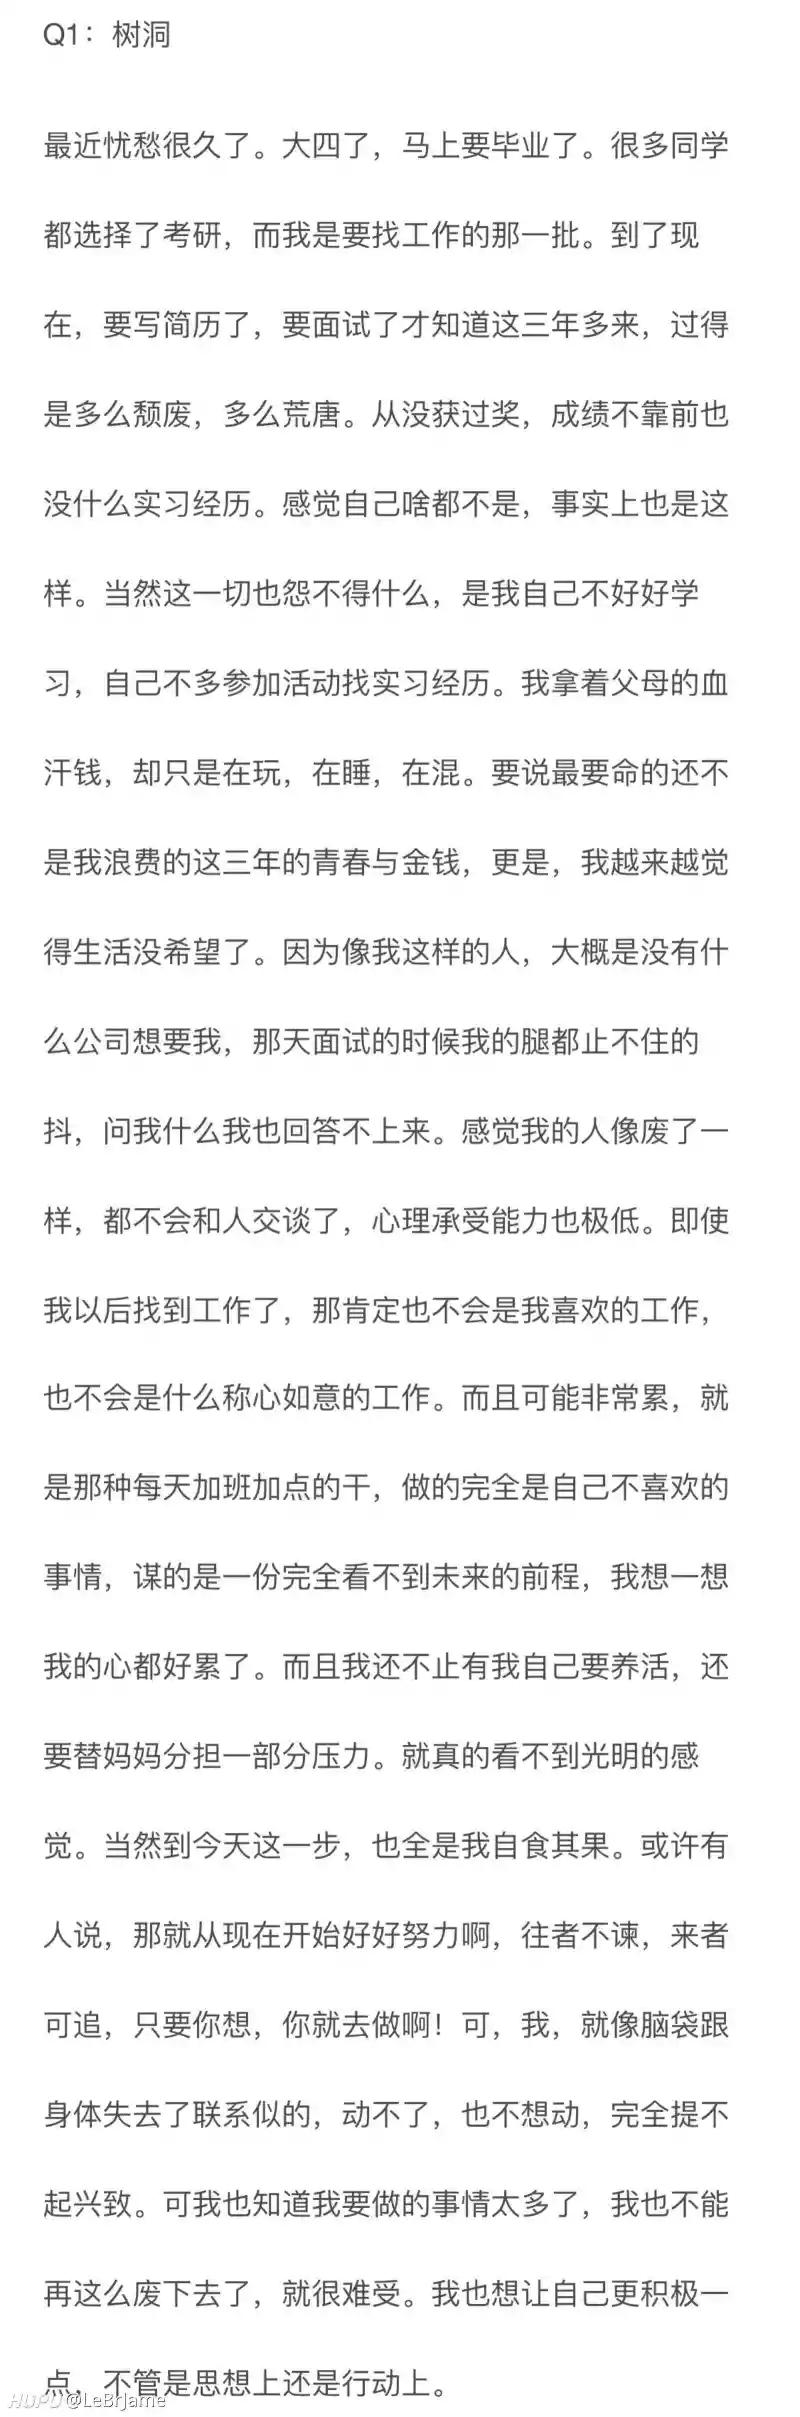 Q1：树洞
最近忧愁很久了。大四了，马上要毕业了。很多同学
都选择了考研，而我是要找工作的那一批。到了现
在，要写简历了，要面试了才知道这三年多来，过得
是多么颓废，多么荒唐。从没获过奖，成绩不靠前也
没什么实习经历。感觉自己啥都不是，事实上也是这
样。当然这一切也怨不得什么，是我自己不好好学
习，自己不多参加活动找实习经历。我拿着父母的血
汗钱，却只是在玩，在睡，在混。要说最要命的还不
是我浪费的这三年的青春与金钱，更是，我越来越觉
得生活没希望了。因为像我这样的人，大概是没有什
么公司想要我，那天面试的时候我的腿都止不住的
抖，问我什么我也回答不上来。感觉我的人像废了一
样，都不会和人交谈了，心理承受能力也极低。即使
我以后找到工作了，那肯定也不会是我喜欢的工作，
也不会是什么称心如意的工作。而且可能非常累，就
是那种每天加班加点的干，做的完全是自己不喜欢的
事情，谋的是一份完全看不到未来的前程，我想一想
我的心都好累了。而且我还不止有我自己要养活，还
要替妈妈分担一部分压力。就真的看不到光明的感
觉。当然到今天这一步，也全是我自食其果。或许有
人说，那就从现在开始好好努力啊，往者不谏，来者
可追，只要你想，你就去做啊！可，我，就像脑袋跟
身体失去了联系似的，动不了，也不想动，完全提不
起兴致。可我也知道我要做的事情太多了，我也不能
再这么废下去了，就很难受。我也想让自己更积极一
点，不管是思想上还是行动上。
HUPU@LeBrJame